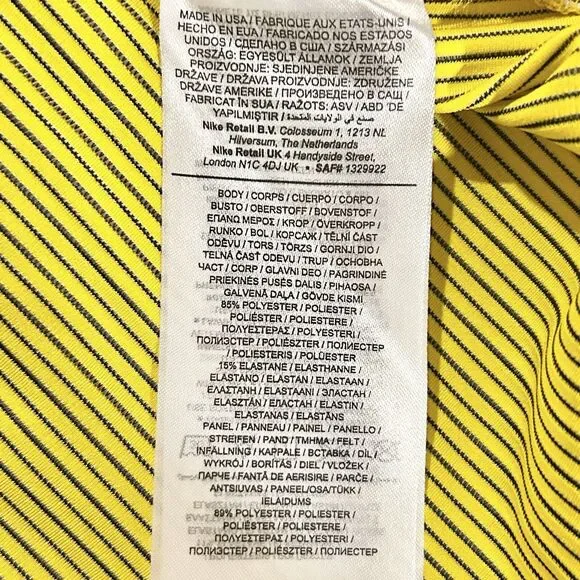 MADE IN USA / FABRIQUE AUX ETATS-UNIS /
HECHO EN EUA / FABRICADO NOS ESTADOS
UNIDOS / СДЕЛАНО В США / SZÁRMAZÁSI
ORSZÁG: EGYESÜLT ÁLLAMOK / ZEMLJA
PROIZVODNJE: SJEDINJENE AMERIČKE
DRŽAVE / DRŽAVA PROIZVODNJE: ZDRUŽENE
DRŽAVE AMERIKE / ПРОИЗВЕДЕНО В САЩ /
FABRICAT ÎN SUA / RAŽOTS: ASV / ABD 'DE
YAPILMIŞTIR / صنع في الولايات المتحدة
Nike Retail B.V. Colosseum 1, 1213 NL
Hilversum, The Netherlands
Nike Retail UK 4 Handyside Street,
London N1C 4DJ UK • SAF# 1329922
BODY / CORPS / CUERPO / CORPO /
BUSTO / OBERSTOFF / BOVENSTOF /
ΕΠΑΝΩ ΜΕΡΟΣ / KROP / ÖVERKROPP /
RUNKO / BOL / КОРСАЖ / TĚLNÍ ČÁST
ODĚVU / TORS / TÖRZS / GORNJI DIO /
TELNÁ ČASŤ ODEVU / TRUP / ОСНОВНА
ЧАСТ / CORP / GLAVNI DEO / PAGRINDINĖ
PRIEKINĖS PUSĖS DALIS / PIHAOSA /
GALVENĀ DAĻA / GÖVDE KISMI
85% POLYESTER / POLIESTER /
POLIÉSTER / POLIESTERE /
ΠΟΛΥΕΣΤΕΡΑΣ / POLYESTERI /
ПОЛИЭСТЕР / POLIÉSZTER / ПОЛИЕСТЕР
/ POLIESTERIS / POLÜESTER
15% ELASTANE / ELASTHANNE /
ELASTANO / ELASTAN / ELASTAAN /
ΕΛΑΣΤΑΝΗ / ELASTAANI / ЭЛАСТАН /
ELASZTÁN / ЕЛАСТАН / ELASTIN /
ELASTANAS / ELASTĀNS
PANEL / PANNEAU / PAINEL / PANELLO /
STREIFEN / PAND / ΤΜΗΜΑ / FELT /
INFÄLLNING / KAPPALE / ВСТАВКА / DÍL /
WYKRÓJ / BORÍTÁS / DIEL / VLOŽEK /
ПАРЧЕ / FANTĂ DE AERISIRE / PARČE /
ANTSIUVAS / PANEEL/OSA/TÜKK /
IELAIDUMS
89% POLYESTER / POLIESTER /
POLIÉSTER / POLIESTERE /
ΠΟΛΥΕΣΤΕΡΑΣ / POLYESTERI /
ПОЛИЭСТЕР / POLIÉSZTER / ПОЛИЕСТЕР